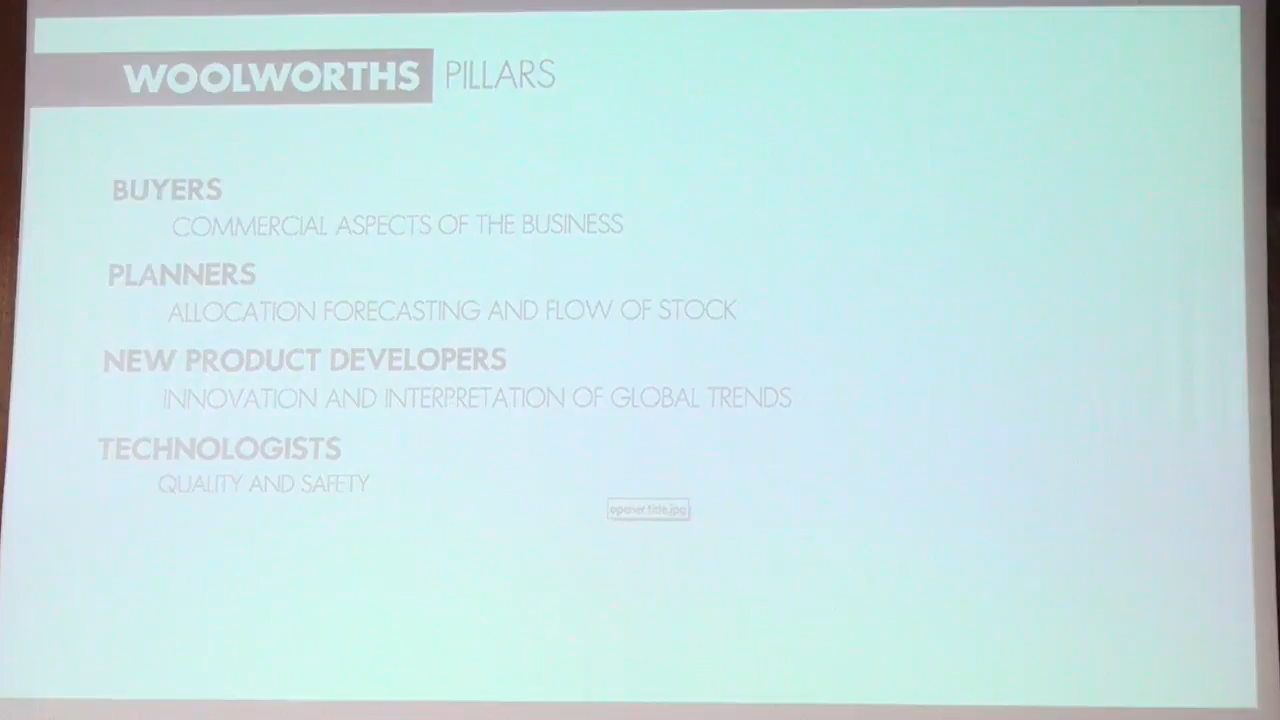 WOOLWORTHS PILLARS
BUYERS
COMMERCIAL ASPECTS OF THE BUSINESS
PLANNERS
ALLOCATION FORECASTING AND FLOW OF STOCK
NEW PRODUCT DEVELOPERS
INNOVATION AND INTERPRETATION OF GLOBAL TRENDS
TECHNOLOGISTS
QUALITY AND SAFETY
opener title.jpg